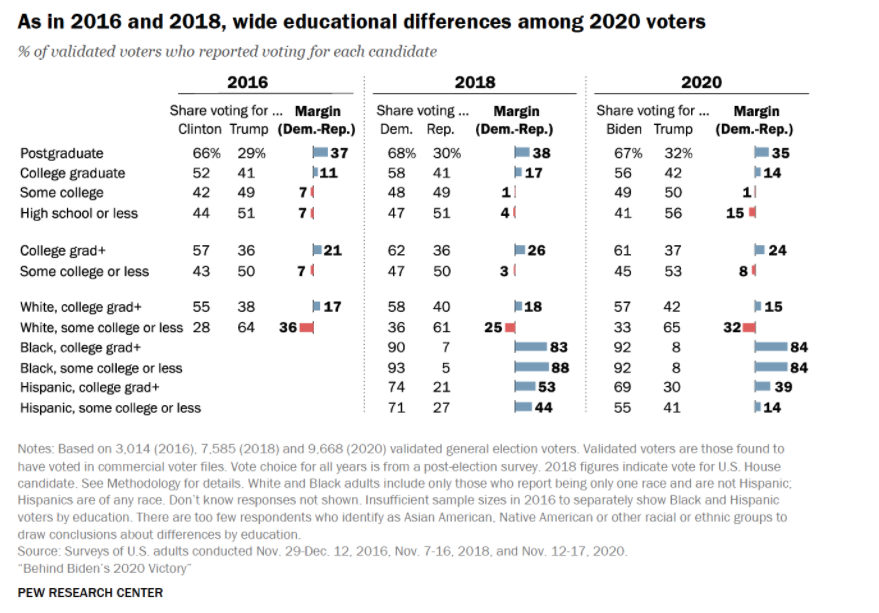 As in 2016 and 2018, wide educational differences among 2020 voters
% of validated voters who reported voting for each candidate
2016 2018 2020
Share voting for ... Margin Share voting ... Margin Share voting for ... Margin
Clinton Trump (Dem.-Rep.) Dem. Rep. (Dem.-Rep.) Biden Trump (Dem.-Rep.)
Postgraduate 66% 29% 37 68% 30% 38 67% 32% 35
College graduate 52 41 11 58 41 17 56 42 14
Some college 42 49 7 48 49 1 49 50 1
High school or less 44 51 7 47 51 4 41 56 15
College grad+ 57 36 21 62 36 26 61 37 24
Some college or less 43 50 7 47 50 3 45 53 8
White, college grad+ 55 38 17 58 40 18 57 42 15
White, some college or less 28 64 36 36 61 25 33 65 32
Black, college grad+ 90 7 83 92 8 84
Black, some college or less 93 5 88 92 8 84
Hispanic, college grad+ 74 21 53 69 30 39
Hispanic, some college or less 71 27 44 55 41 14
Notes: Based on 3,014 (2016), 7,585 (2018) and 9,668 (2020) validated general election voters. Validated voters are those found to
have voted in commercial voter files. Vote choice for all years is from a post-election survey. 2018 figures indicate vote for U.S. House
candidate. See Methodology for details. White and Black adults include only those who report being only one race and are not Hispanic;
Hispanics are of any race. Don't know responses not shown. Insufficient sample sizes in 2016 to separately show Black and Hispanic
voters by education. There are too few respondents who identify as Asian American, Native American or other racial or ethnic groups to
draw conclusions about differences by education.
Source: Surveys of U.S. adults conducted Nov. 29-Dec. 12, 2016, Nov. 7-16, 2018, and Nov. 12-17, 2020.
"Behind Biden's 2020 Victory"
PEW RESEARCH CENTER